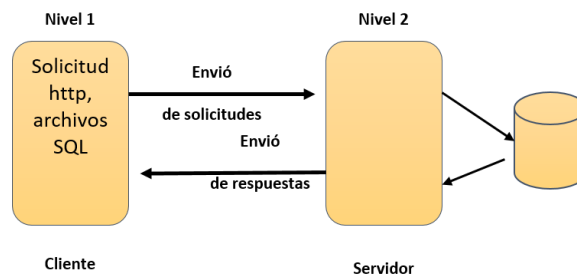 Nivel 1
Nivel 2
Solicitud
http,
archivos
SQL
Envió
de solicitudes
Envió
de respuestas
Cliente
Servidor